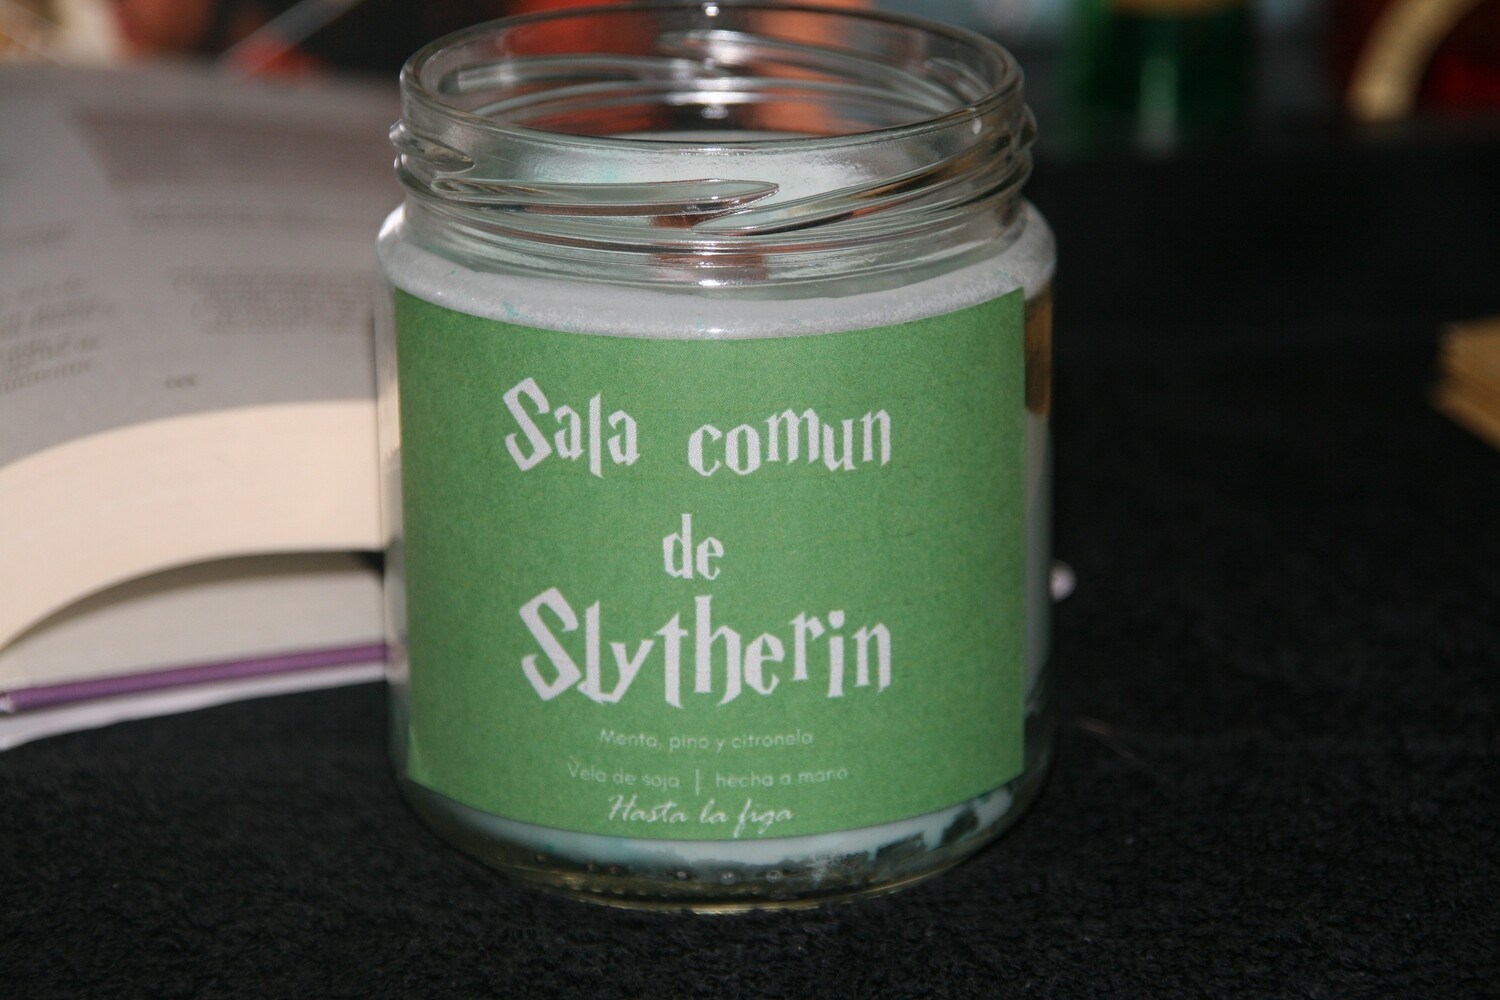 Sala comun
de
Slytherin
Menta, pino y citronela
Vela de soja | hecha a mano
Hasta la figa